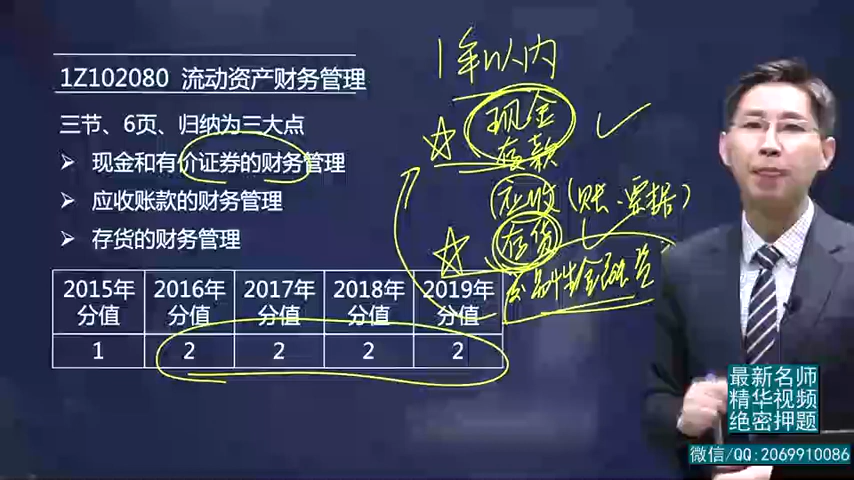 1Z102080 流动资产财务管理
三节、6页、归纳为三大点
现金和有价证券的财务管理
应收账款的财务管理
存货的财务管理
2015年分值 2016年分值 2017年分值 2018年分值 2019年分值
1 2 2 2 2
1年以内
现金
存款
应收(账、票据)
存货
交易性金融资
最新名师
精华视频
绝密押题
微信/QQ:2069910086